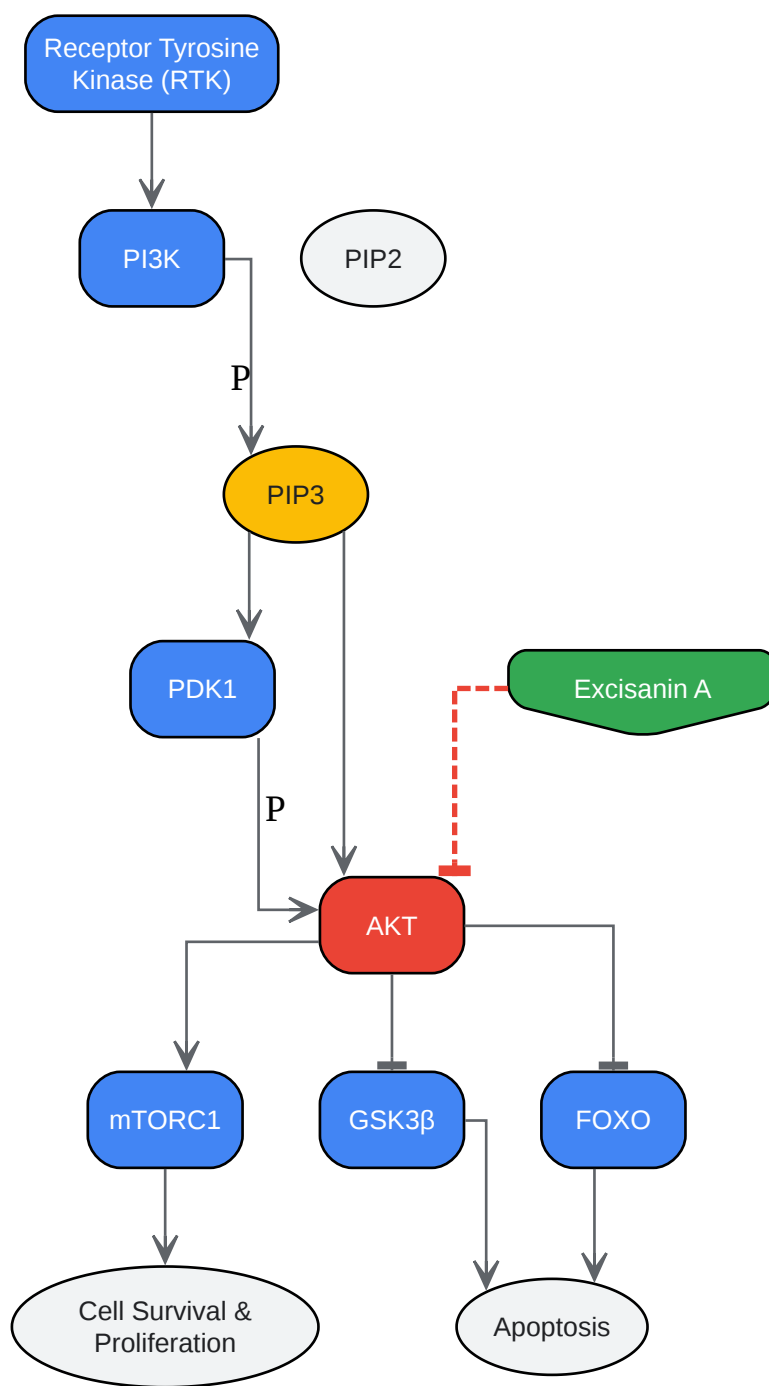 Receptor Tyrosine
Kinase (RTK)
PI3K
PIP2
P
PIP3
PDK1
Excisanin A
P
AKT
mTORC1
GSK3β
FOXO
Cell Survival &
Proliferation
Apoptosis